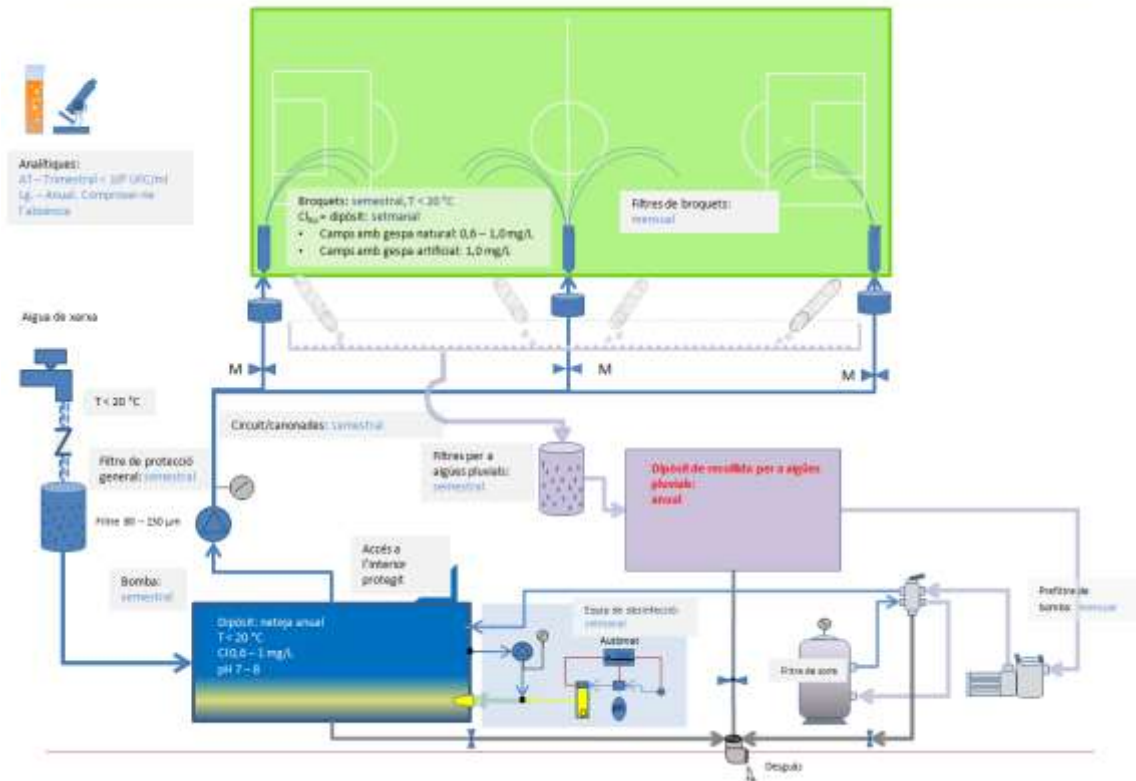 Analítiques:
AT – Trimestral < 10⁵ UFC/ml
Lg. – Anual. Comprovar-ne
l'absència
Broquets: semestral, T < 20 °C
dipòsit: setmanal
• Camps amb gespa natural: 0,6 – 1,0 mg/L
• Camps amb gespa artificial: 1,0 mg/L
Filtres de broquets:
mensual
Aigua de xarxa
M
M
M
T < 20 °C
Circuit/canonades: semestral
Filtre de protecció
general: semestral
Filtres per a
aigües pluvials:
semestral
Dipòsit de recollida per a aigües
pluvials:
anual
Filtre 80 – 150 µm
Accés a
l'interior
protegit
Bomba:
semestral
Dipòsit: neteja anual
T < 20 °C
Cl 0,6 – 1 mg/L
pH 7 – 8
Equip de desinfecció:
setmanal
Automat
Filtre de sorra
Prefiltre de
bomba: mensual
Desguàs